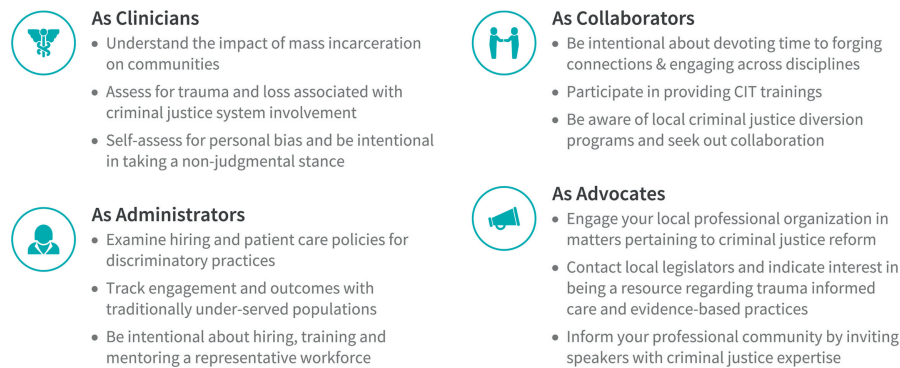 As Clinicians
• Understand the impact of mass incarceration
on communities
• Assess for trauma and loss associated with
criminal justice system involvement
• Self-assess for personal bias and be intentional
in taking a non-judgmental stance
As Administrators
• Examine hiring and patient care policies for
discriminatory practices
• Track engagement and outcomes with
traditionally under-served populations
• Be intentional about hiring, training and
mentoring a representative workforce
As Collaborators
• Be intentional about devoting time to forging
connections & engaging across disciplines
• Participate in providing CIT trainings
• Be aware of local criminal justice diversion
programs and seek out collaboration
As Advocates
• Engage your local professional organization in
matters pertaining to criminal justice reform
• Contact local legislators and indicate interest in
being a resource regarding trauma informed
care and evidence-based practices
• Inform your professional community by inviting
speakers with criminal justice expertise